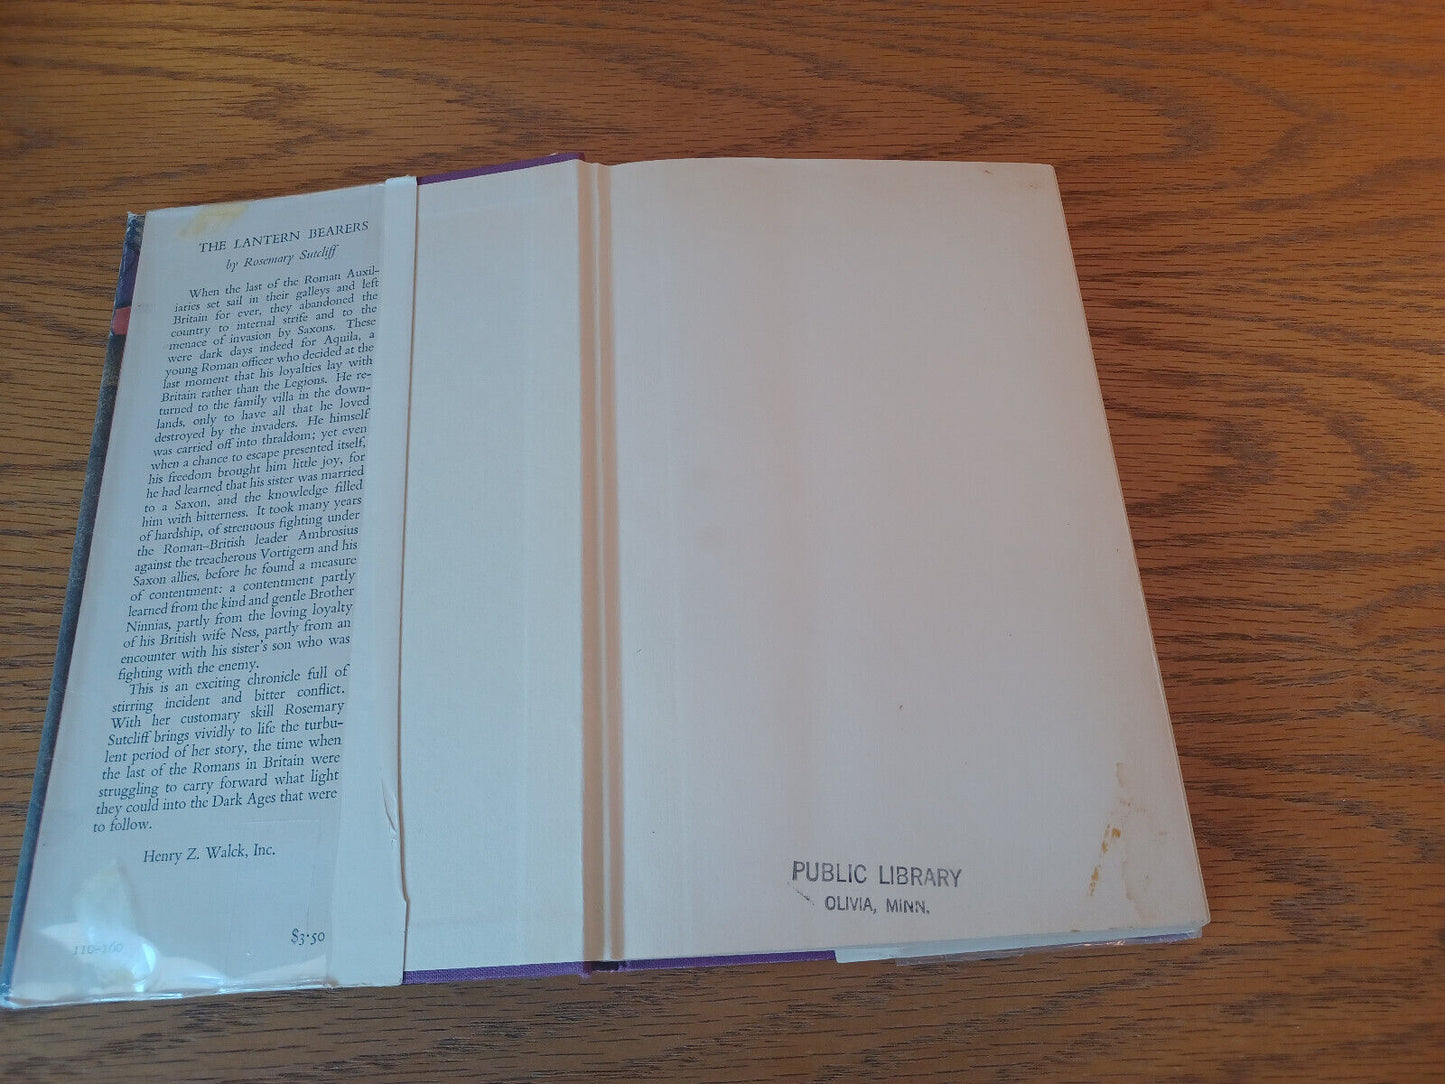 THE LANTERN BEARERS
by Rosemary Sutcliff
When the last of the Roman Auxil-
iaries set sail in their galleys and left
Britain for ever, they abandoned the
country to internal strife and to the
menace of invasion by Saxons. These
were dark days indeed for Aquila, a
young Roman officer who decided at the
last moment that his loyalties lay with
Britain rather than the Legions. He re-
turned to the family villa in the down-
lands, only to have all that he loved
destroyed by the invaders. He himself
was carried off into thraldom; yet even
when a chance to escape presented itself,
his freedom brought him little joy, for
he had learned that his sister was married
to a Saxon, and the knowledge filled
him with bitterness. It took many years
of hardship, of strenuous fighting under
the Roman–British leader Ambrosius
against the treacherous Vortigern and his
Saxon allies, before he found a measure
of contentment: a contentment partly
learned from the kind and gentle Brother
Ninnias, partly from the loving loyalty
of his British wife Ness, partly from an
encounter with his sister's son who was
fighting with the enemy.
This is an exciting chronicle full of
stirring incident and bitter conflict.
With her customary skill Rosemary
Sutcliff brings vividly to life the turbu-
lent period of her story, the time when
the last of the Romans in Britain were
struggling to carry forward what light
they could into the Dark Ages that were
to follow.
Henry Z. Walck, Inc.
110–160
$3·50
PUBLIC LIBRARY
OLIVIA, MINN.